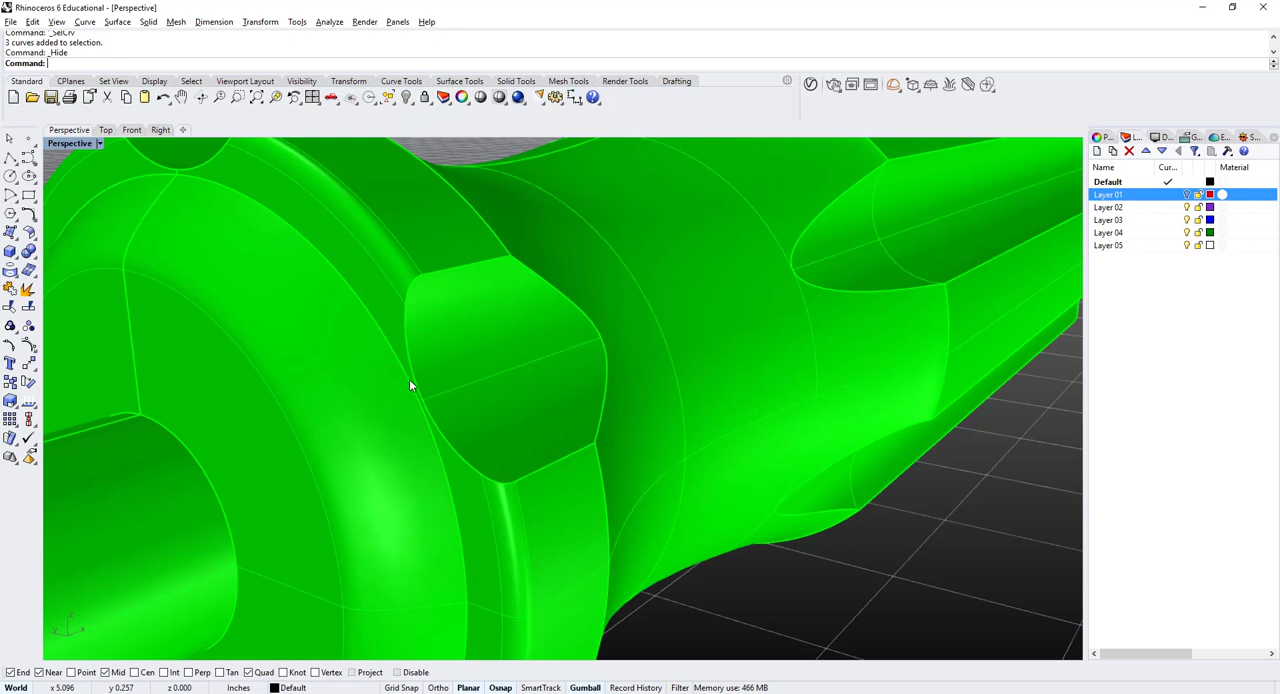 Rhinoceros 6 Educational - [Perspective]
File Edit View Curve Surface Solid Mesh Dimension Transform Tools Analyze Render Panels Help
Command: _SelCrv
3 curves added to selection.
Command: _Hide
Command:
Standard CPlanes Set View Display Select Viewport Layout Visibility Transform Curve Tools Surface Tools Solid Tools Mesh Tools Render Tools Drafting
Perspective Top Front Right
Perspective
P... L... D... G... E... S...
Name Cur... Material
Default
Layer 01
Layer 02
Layer 03
Layer 04
Layer 05
z
y x
End Near Point Mid Cen Int Perp Tan Quad Knot Vertex Project Disable
World x 5.096 y 0.257 z 0.000 Inches Default Grid Snap Ortho Planar Osnap SmartTrack Gumball Record History Filter Memory use: 466 MB